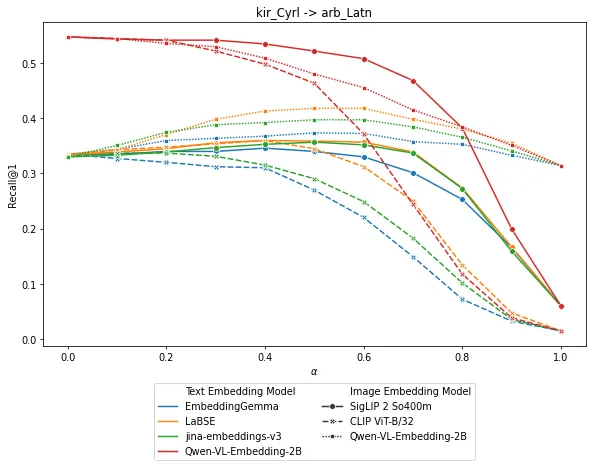 kir_Cyrl -> arb_Latn
Recall@1
0.5
0.4
0.3
0.2
0.1
0.0
0.0 0.2 0.4 0.6 0.8 1.0
α
Text Embedding Model Image Embedding Model
EmbeddingGemma SigLIP 2 So400m
LaBSE CLIP ViT-B/32
jina-embeddings-v3 Qwen-VL-Embedding-2B
Qwen-VL-Embedding-2B